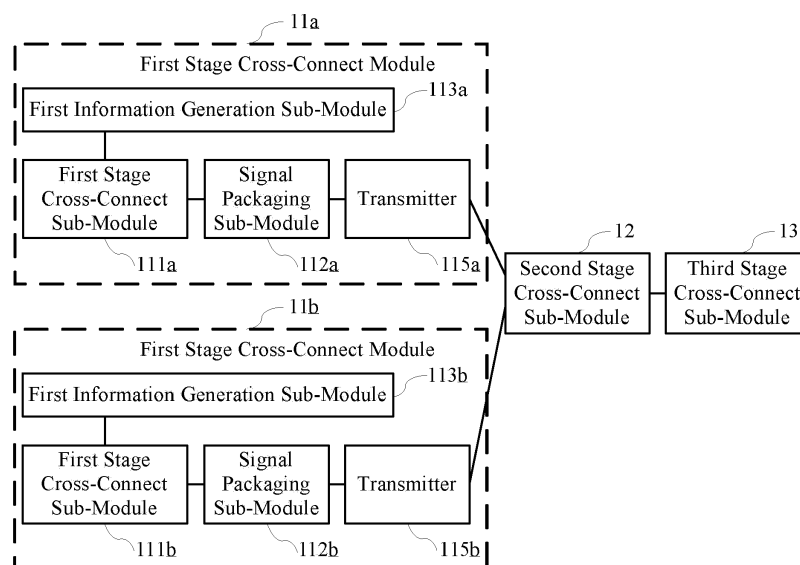 11a
First Stage Cross-Connect Module
113a
First Information Generation Sub-Module
First Stage
Cross-Connect
Sub-Module
Signal
Packaging
Sub-Module
Transmitter
111a
112a
115a
12
13
Second Stage
Cross-Connect
Sub-Module
Third Stage
Cross-Connect
Sub-Module
11b
First Stage Cross-Connect Module
113b
First Information Generation Sub-Module
First Stage
Cross-Connect
Sub-Module
Signal
Packaging
Sub-Module
Transmitter
111b
112b
115b